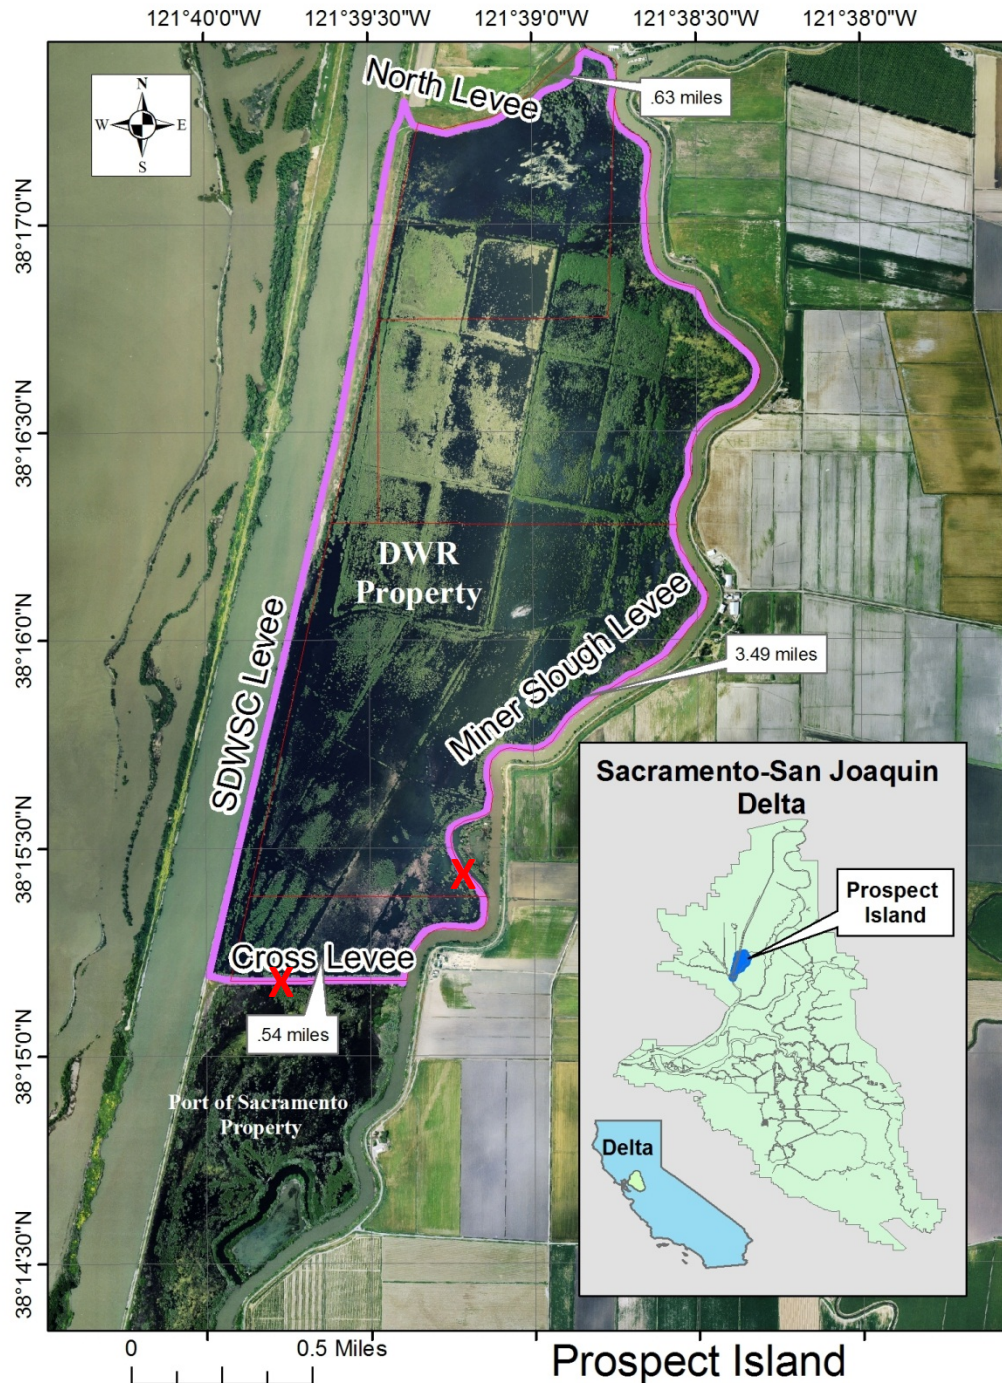 121°40'0"W
121°39'30"W
121°39'0"W
121°38'30"W
121°38'0"W
N
W
E
S
North Levee
.63 miles
38°17'0"N
38°16'30"N
38°16'0"N
38°15'30"N
38°15'0"N
38°14'30"N
DWR
Property
SDWSC Levee
Miner Slough Levee
3.49 miles
X
Cross Levee
X
.54 miles
Port of Sacramento
Property
Sacramento-San Joaquin
Delta
Prospect
Island
Delta
0
0.5 Miles
Prospect Island